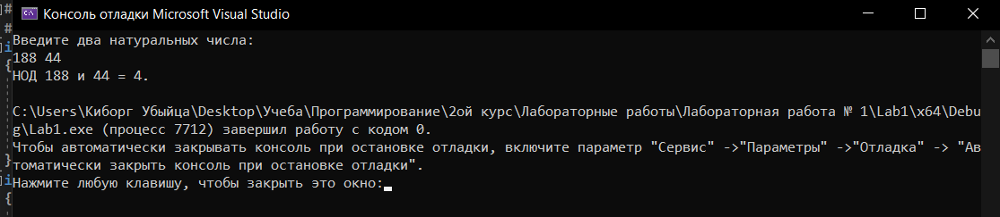 Консоль отладки Microsoft Visual Studio
Введите два натуральных числа:
188 44
НОД 188 и 44 = 4.
C:\Users\Киборг Убыйца\Desktop\Учеба\Программирование\2ой курс\Лабораторные работы\Лабораторная работа № 1\Lab1\x64\Debu
g\Lab1.exe (процесс 7712) завершил работу с кодом 0.
Чтобы автоматически закрывать консоль при остановке отладки, включите параметр "Сервис" ->"Параметры" ->"Отладка" -> "Ав
томатически закрыть консоль при остановке отладки".
Нажмите любую клавишу, чтобы закрыть это окно: